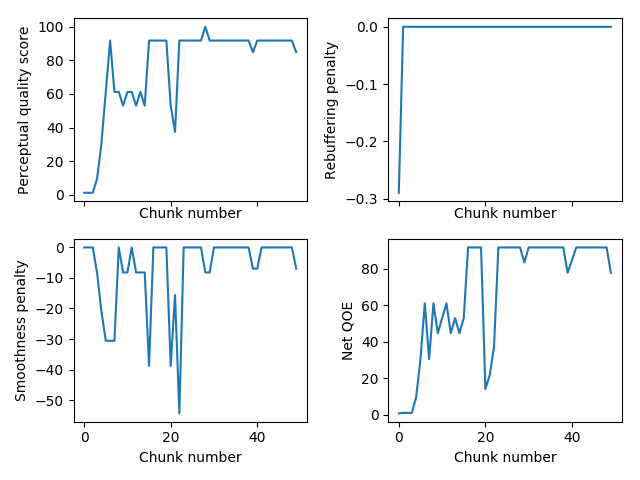 Perceptual quality score
100
80
60
40
20
0
Chunk number
Rebuffering penalty
0.0
−0.1
−0.2
−0.3
Chunk number
Smoothness penalty
0
−10
−20
−30
−40
−50
0 20 40
Chunk number
Net QOE
80
60
40
20
0
0 20 40
Chunk number